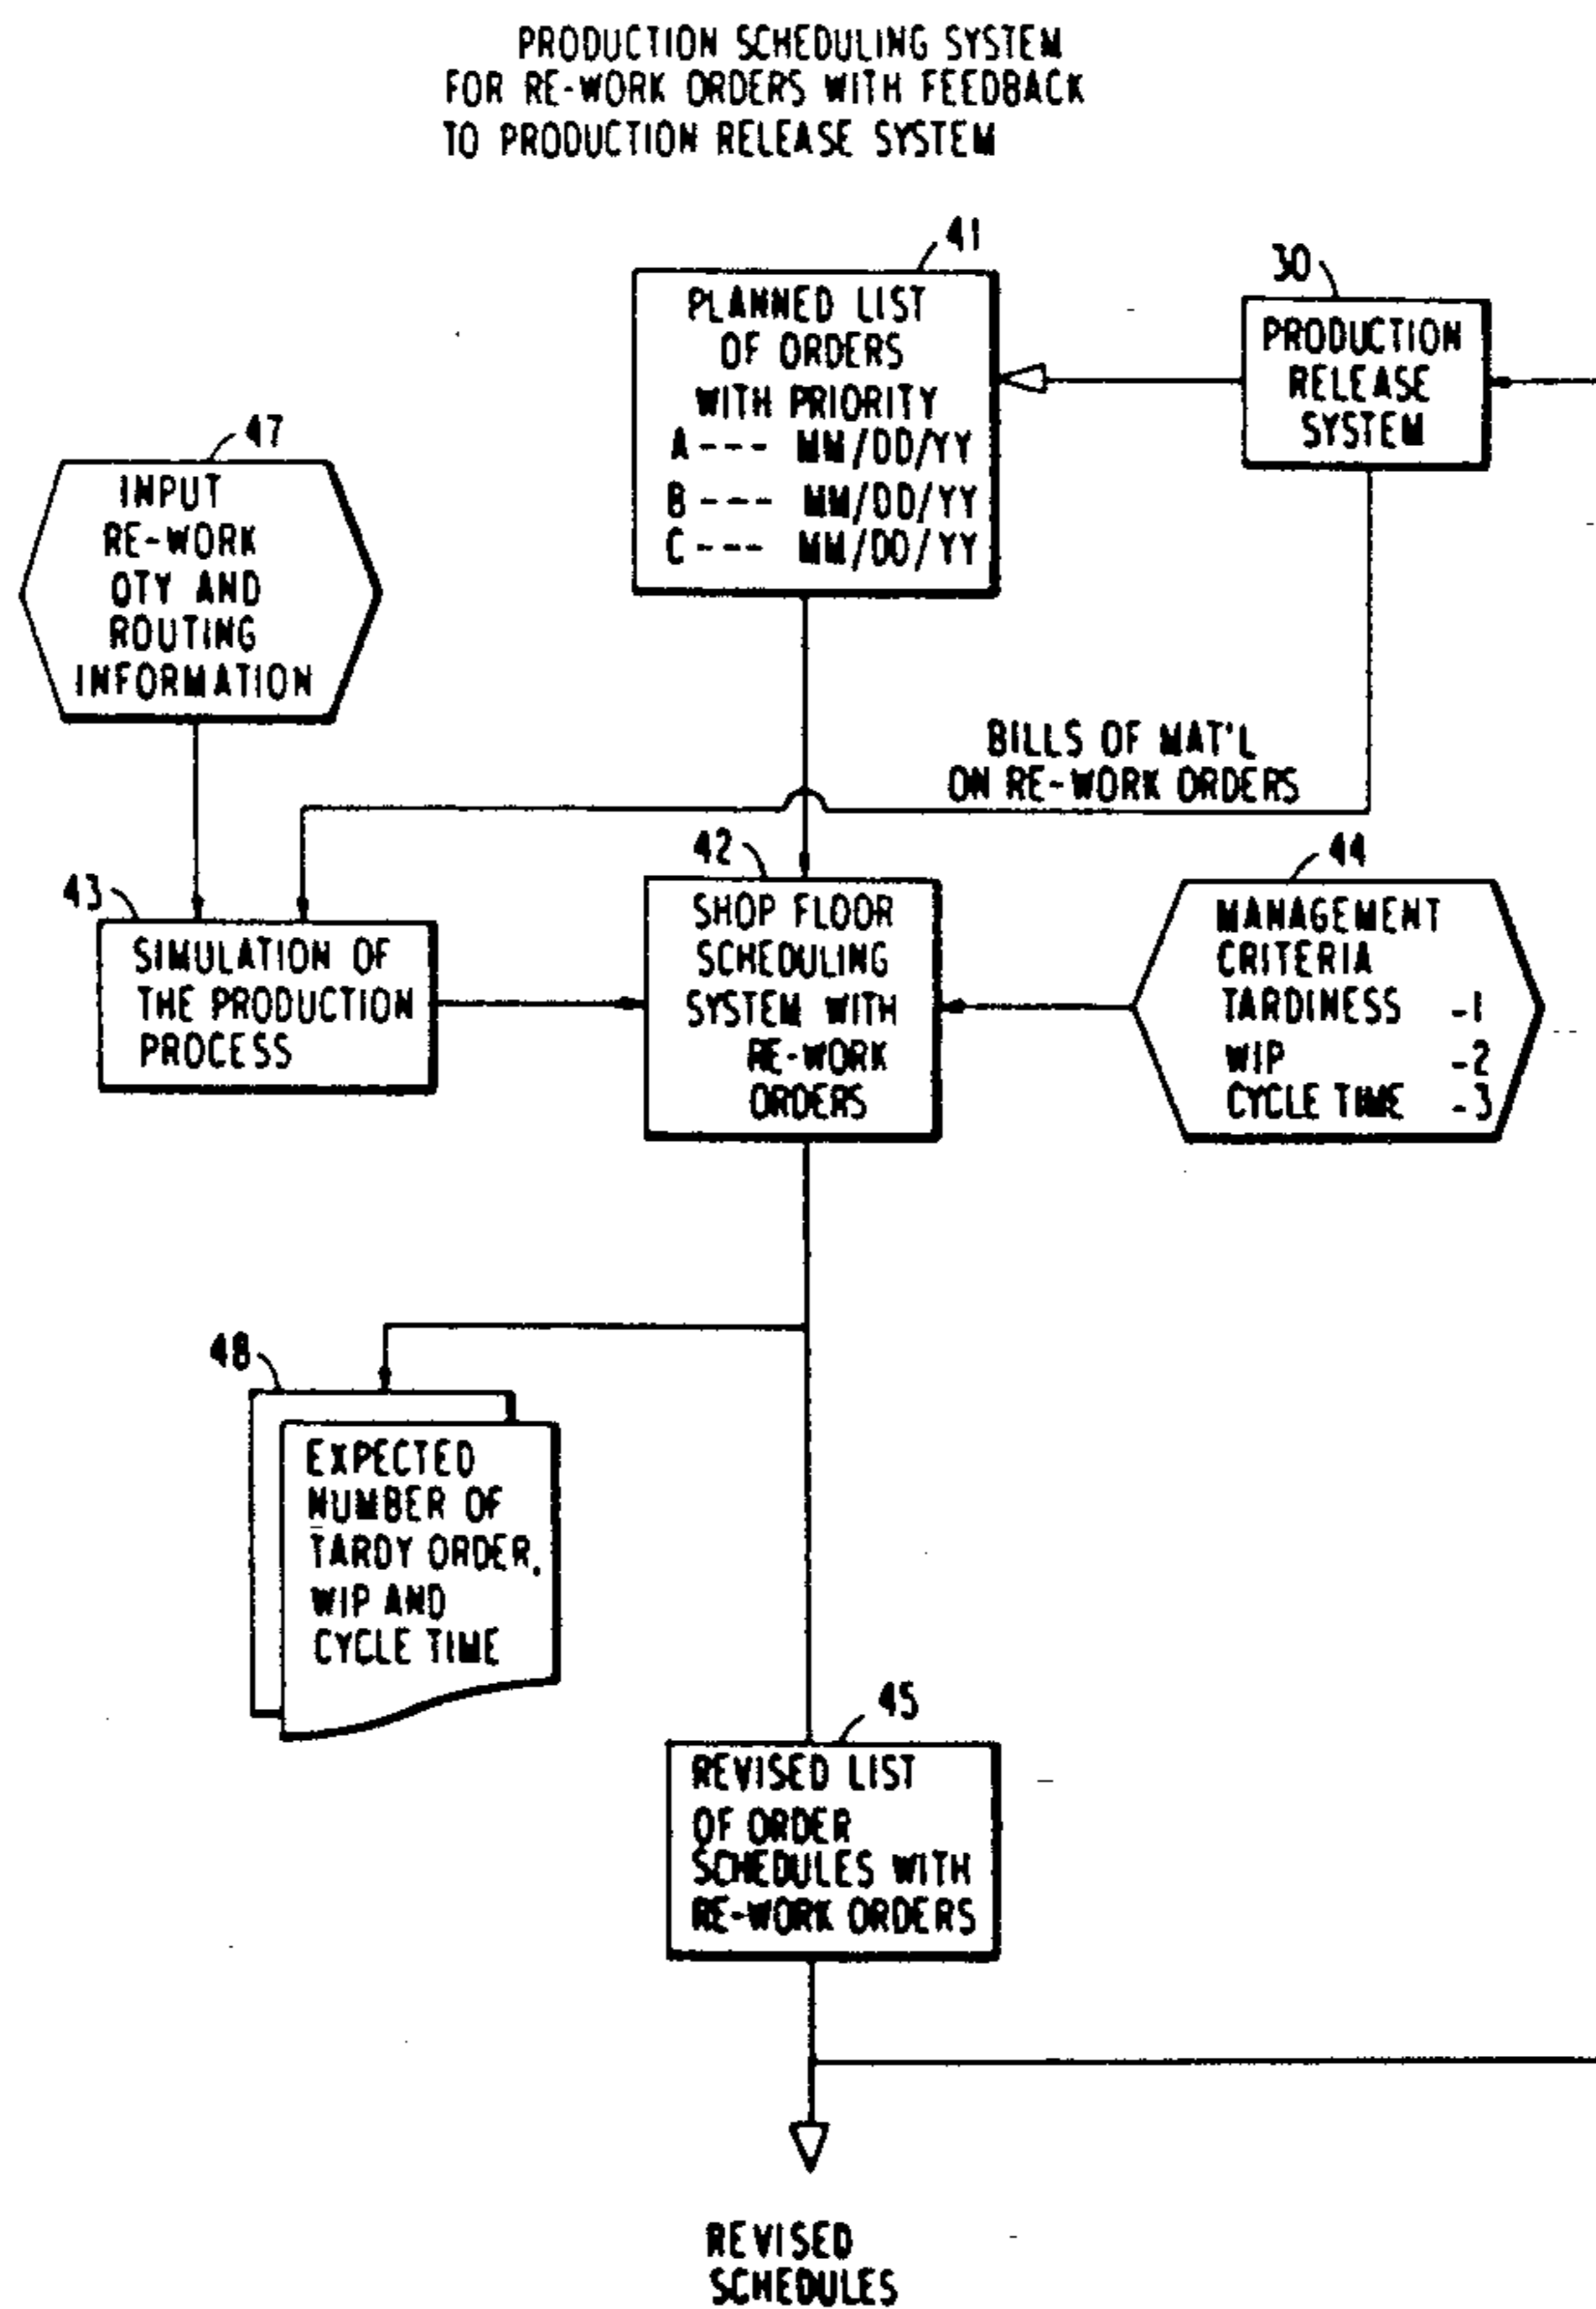 PRODUCTION SCHEDULING SYSTEM
FOR RE-WORK ORDERS WITH FEEDBACK
TO PRODUCTION RELEASE SYSTEM
41
PLANNED LIST
OF ORDERS
WITH PRIORITY
A --- MM/DD/YY
B --- MM/DD/YY
C --- MM/DD/YY
30
PRODUCTION
RELEASE
SYSTEM
47
INPUT
RE-WORK
QTY AND
ROUTING
INFORMATION
BILLS OF MAT'L
ON RE-WORK ORDERS
43
SIMULATION OF
THE PRODUCTION
PROCESS
42
SHOP FLOOR
SCHEDULING
SYSTEM WITH
RE-WORK
ORDERS
44
MANAGEMENT
CRITERIA
TARDINESS -1
WIP -2
CYCLE TIME -3
48
EXPECTED
NUMBER OF
TARDY ORDER,
WIP AND
CYCLE TIME
45
REVISED LIST
OF ORDER
SCHEDULES WITH
RE-WORK ORDERS
REVISED
SCHEDULES